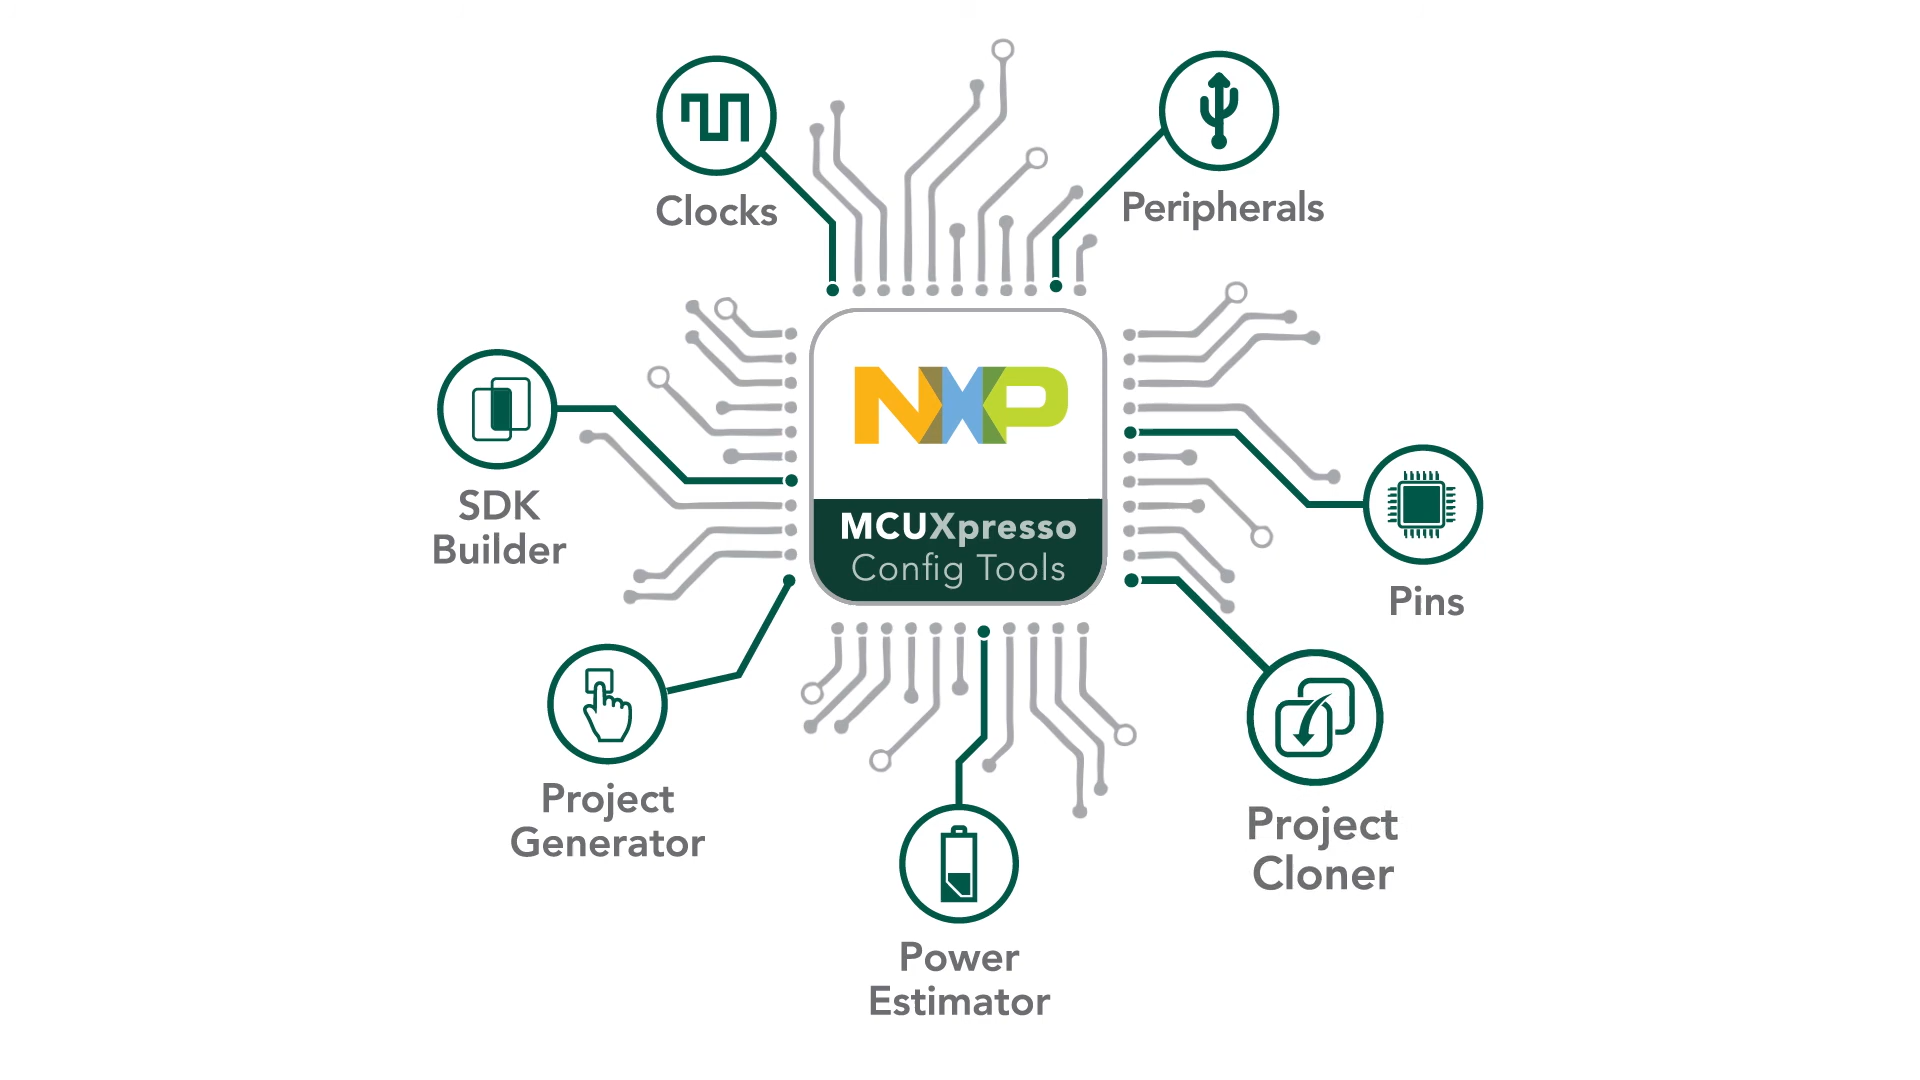 Clocks
Peripherals
NXP
SDK
Builder
MCUXpresso
Config Tools
Pins
Project
Generator
Project
Cloner
Power
Estimator